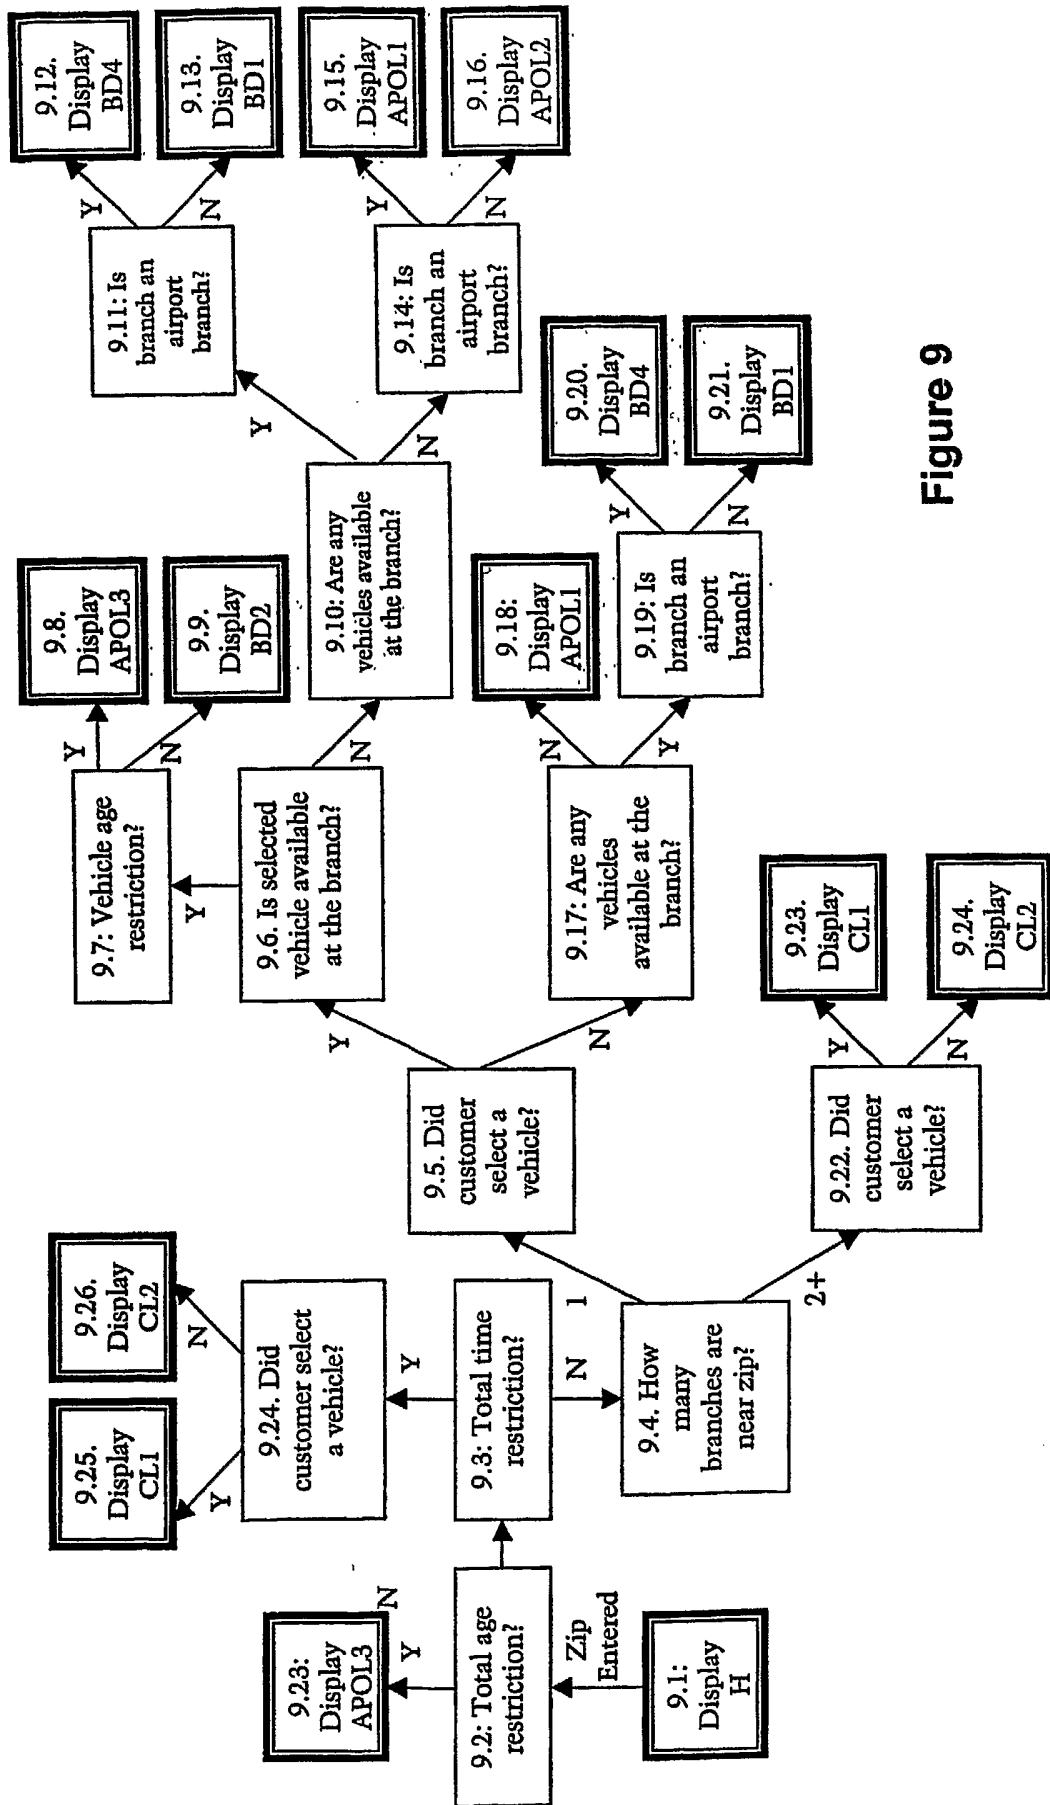 9.1:
Display
H
Zip
Entered
9.2: Total age
restriction?
Y
N
9.23:
Display
APOL3
9.3: Total time
restriction?
Y
N
9.24. Did
customer select
a vehicle?
Y
N
9.25.
Display
CL1
9.26.
Display
CL2
9.4. How
many
branches are
near zip?
1
2+
9.5. Did
customer
select a
vehicle?
Y
N
9.6. Is selected
vehicle available
at the branch?
Y
N
9.7: Vehicle age
restriction?
Y
N
9.8.
Display
APOL3
9.9.
Display
BD2
9.10: Are any
vehicles available
at the branch?
Y
N
9.11: Is
branch an
airport
branch?
Y
N
9.12.
Display
BD4
9.13.
Display
BD1
9.14: Is
branch an
airport
branch?
Y
N
9.15.
Display
APOL1
9.16.
Display
APOL2
9.17: Are any
vehicles
available at the
branch?
N
Y
9.18:
Display
APOL1
9.19: Is
branch an
airport
branch?
Y
N
9.20.
Display
BD4
9.21.
Display
BD1
9.22. Did
customer
select a
vehicle?
Y
N
9.23.
Display
CL1
9.24.
Display
CL2
Figure 9